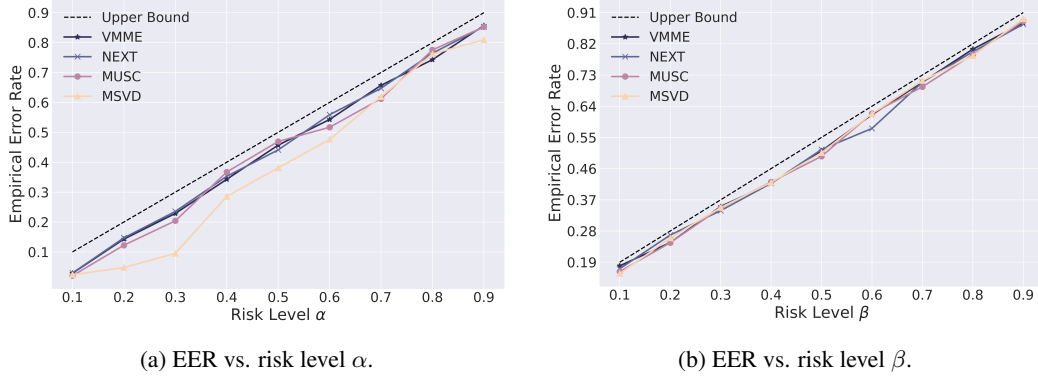 0.9
0.8
0.7
0.6
0.5
0.4
0.3
0.2
0.1
Empirical Error Rate
Upper Bound
VMME
NEXT
MUSC
MSVD
0.1 0.2 0.3 0.4 0.5 0.6 0.7 0.8 0.9
Risk Level α
(a) EER vs. risk level α.
0.91
0.82
0.73
0.64
0.55
0.46
0.37
0.28
0.19
Empirical Error Rate
Upper Bound
VMME
NEXT
MUSC
MSVD
0.1 0.2 0.3 0.4 0.5 0.6 0.7 0.8 0.9
Risk Level β
(b) EER vs. risk level β.